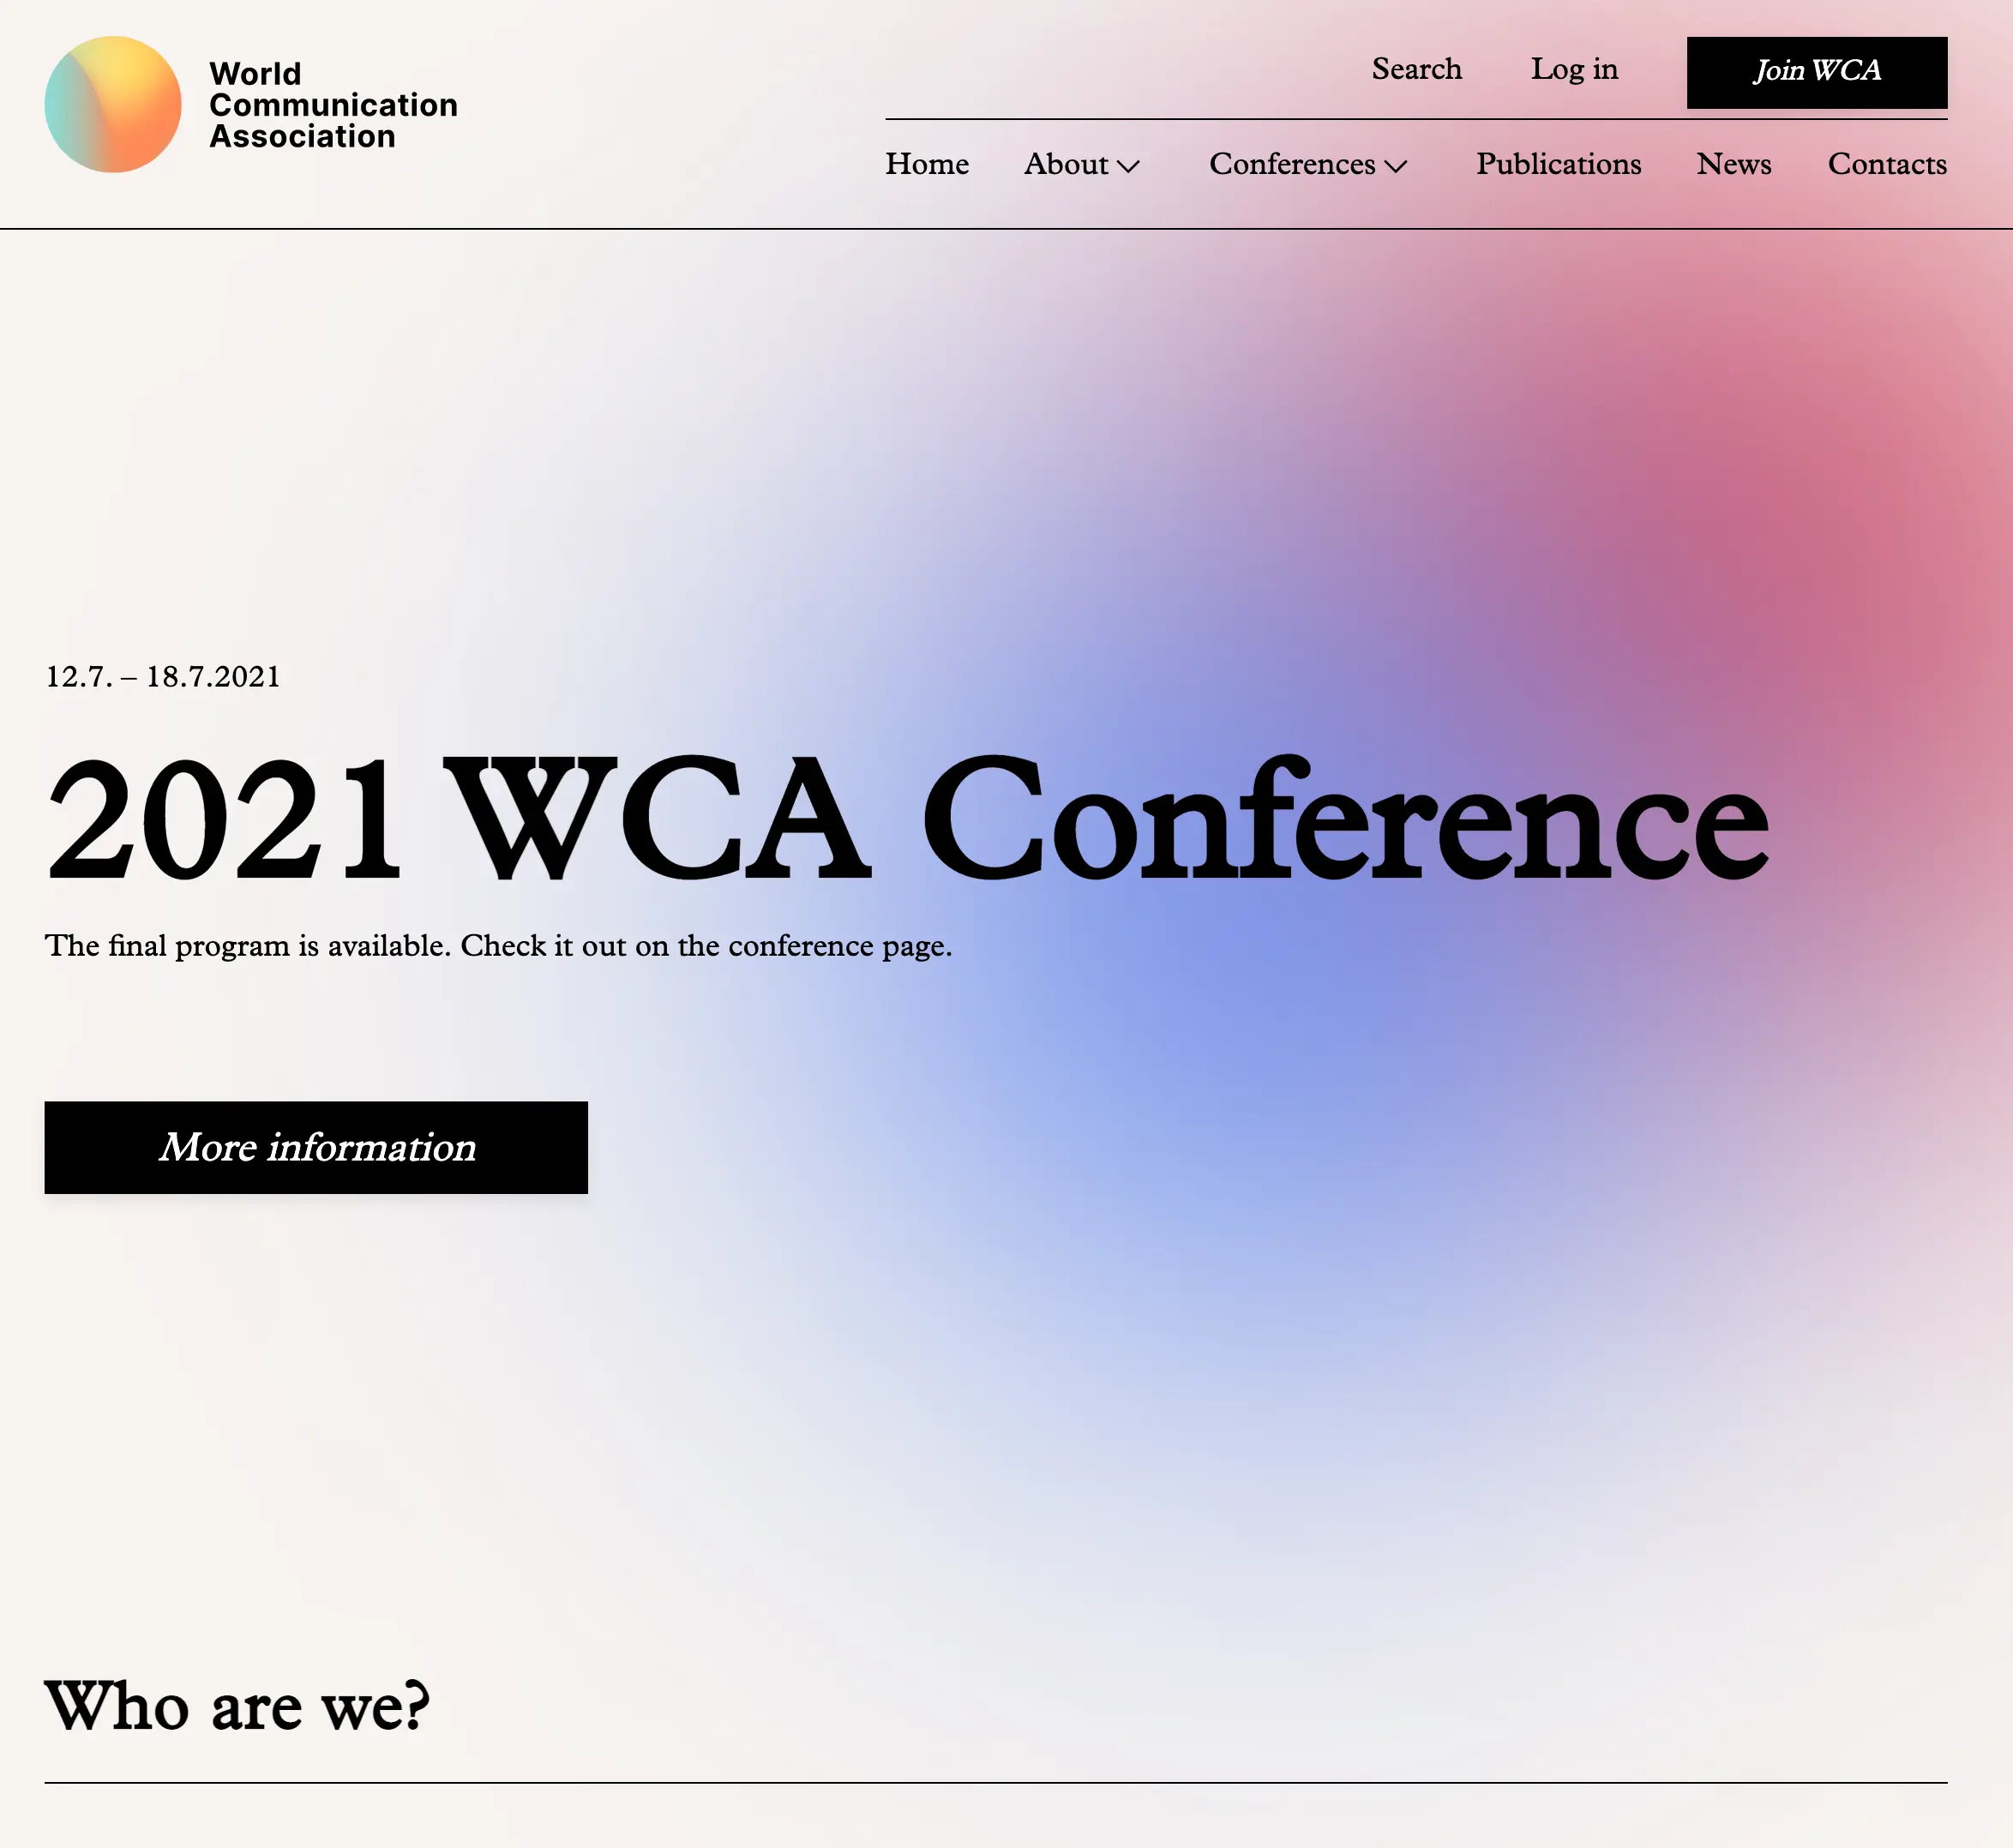 World
Communication
Association
Search Log in Join WCA
Home About Conferences Publications News Contacts
12.7. – 18.7.2021
2021 WCA Conference
The final program is available. Check it out on the conference page.
More information
Who are we?